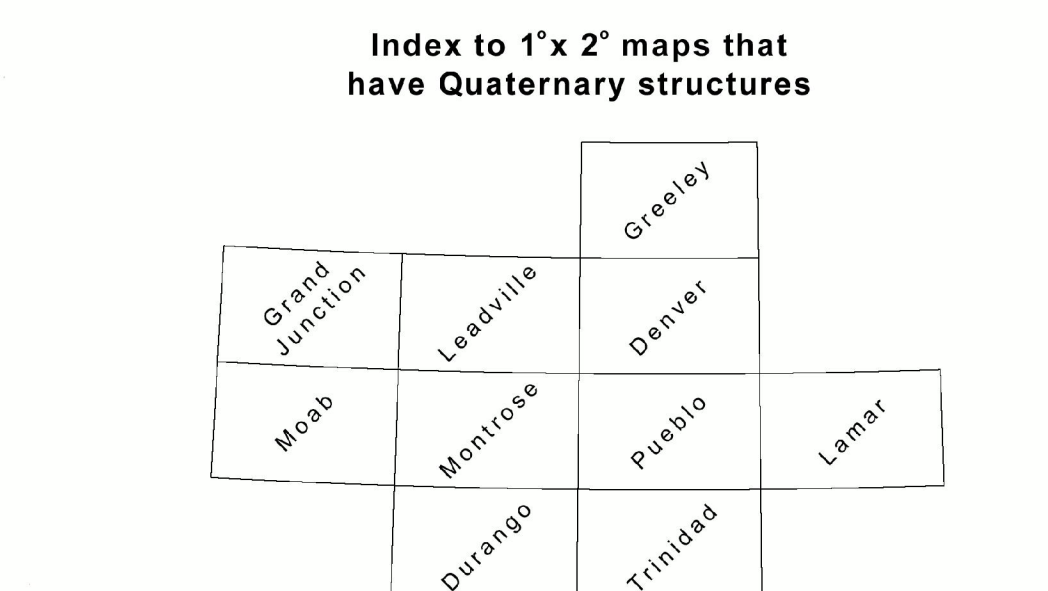 Index to 1°x 2° maps that
have Quaternary structures
Greeley
Grand
Junction
Leadville
Denver
Moab
Montrose
Pueblo
Lamar
Durango
Trinidad